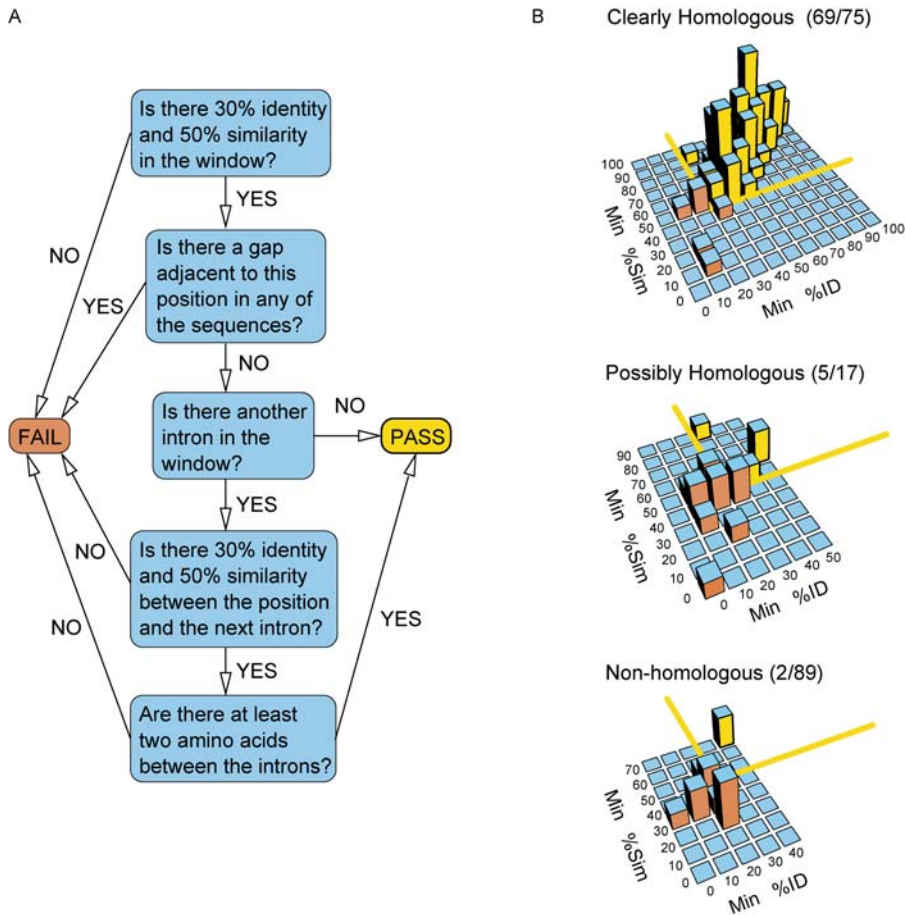 A
Is there 30% identity
and 50% similarity
in the window?
YES
NO
Is there a gap
adjacent to this
position in any of
the sequences?
YES
NO
Is there another
intron in the
window?
NO
FAIL
PASS
YES
Is there 30% identity
and 50% similarity
between the position
and the next intron?
NO
YES
NO
YES
Are there at least
two amino acids
between the introns?
B
Clearly Homologous (69/75)
100
90
80
70
60
50
40
30
20
10
0
Min %Sim
0
10
20
30
40
50
60
70
80
90
100
Min %ID
Possibly Homologous (5/17)
90
80
70
60
50
40
30
20
10
0
Min %Sim
0
10
20
30
40
50
Min %ID
Non-homologous (2/89)
70
60
50
40
30
20
10
0
Min %Sim
0
10
20
30
40
Min %ID